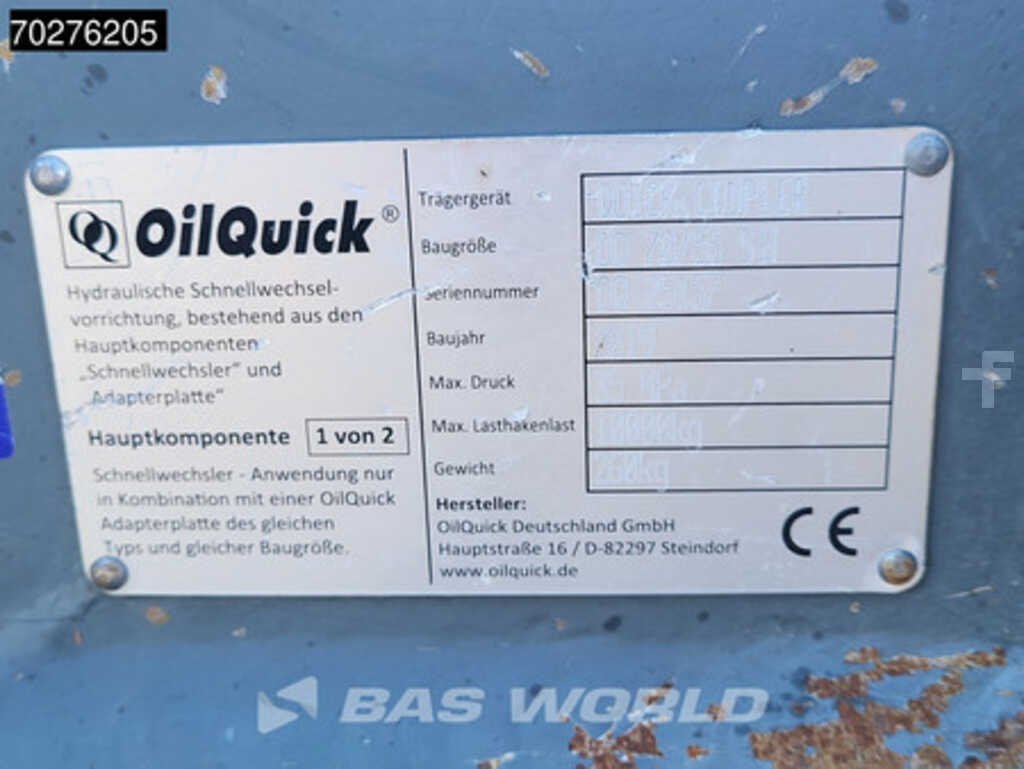 70276205
OilQuick®
Hydraulische Schnellwechsel-
vorrichtung, bestehend aus den
Hauptkomponenten
„Schnellwechsler“ und
„Adapterplatte“
Hauptkomponente 1 von 2
Schnellwechsler - Anwendung nur
in Kombination mit einer OilQuick
Adapterplatte des gleichen
Typs und gleicher Baugröße.
Trägergerät QUICK COUPLER
Baugröße
Seriennummer
Baujahr
Max. Druck
Max. Lasthakenlast
Gewicht
Hersteller:
OilQuick Deutschland GmbH
Hauptstraße 16 / D-82297 Steindorf
www.oilquick.de
CE
BAS WORLD